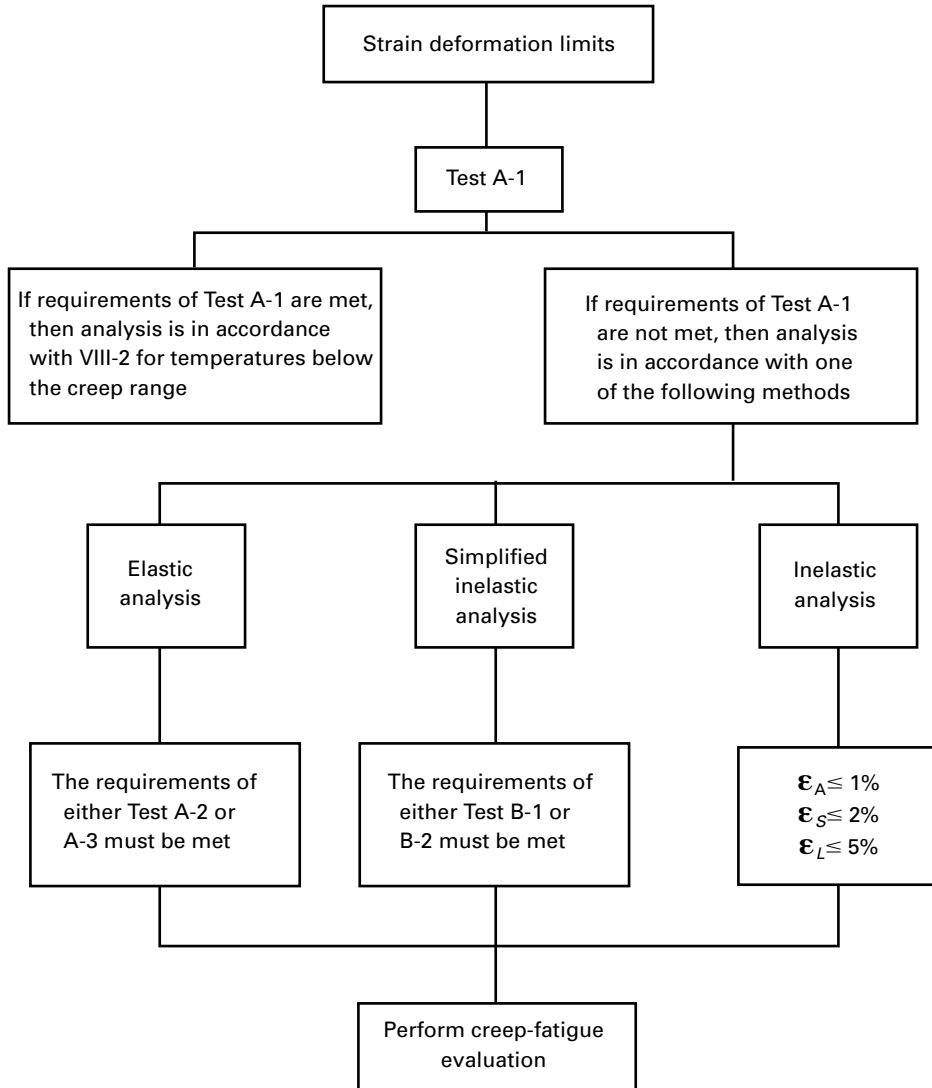 Strain deformation limits
Test A-1
If requirements of Test A-1 are met,
then analysis is in accordance
with VIII-2 for temperatures below
the creep range
If requirements of Test A-1
are not met, then analysis
is in accordance with one
of the following methods
Elastic
analysis
Simplified
inelastic
analysis
Inelastic
analysis
The requirements of
either Test A-2 or
A-3 must be met
The requirements of
either Test B-1 or
B-2 must be met
ε_A ≤ 1%
ε_S ≤ 2%
ε_L ≤ 5%
Perform creep-fatigue
evaluation